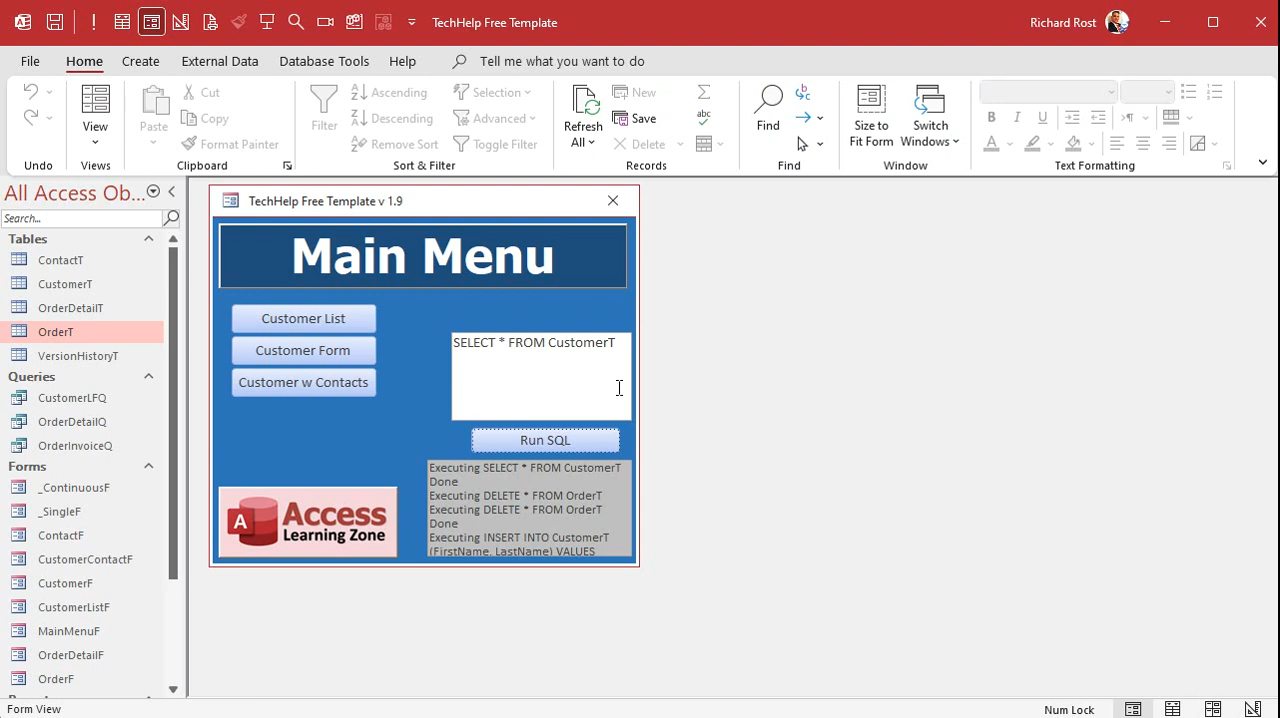 TechHelp Free Template
Richard Rost
File
Home
Create
External Data
Database Tools
Help
Tell me what you want to do
View
Views
Undo
Paste
Cut
Copy
Format Painter
Clipboard
Filter
Ascending
Descending
Remove Sort
Selection
Advanced
Toggle Filter
Sort & Filter
Refresh
All
New
Save
Delete
Records
Find
Find
Size to
Fit Form
Switch
Windows
Window
B I U
Text Formatting
All Access Ob...
Search...
Tables
ContactT
CustomerT
OrderDetailT
OrderT
VersionHistoryT
Queries
CustomerLFQ
OrderDetailQ
OrderInvoiceQ
Forms
_ContinuousF
_SingleF
ContactF
CustomerContactF
CustomerF
CustomerListF
MainMenuF
OrderDetailF
OrderF
TechHelp Free Template v 1.9
Main Menu
Customer List
Customer Form
Customer w Contacts
SELECT * FROM CustomerT
Run SQL
Executing SELECT * FROM CustomerT
Done
Executing DELETE * FROM OrderT
Executing DELETE * FROM OrderT
Done
Executing INSERT INTO CustomerT
(FirstName, LastName) VALUES
A Access
Learning Zone
Form View
Num Lock